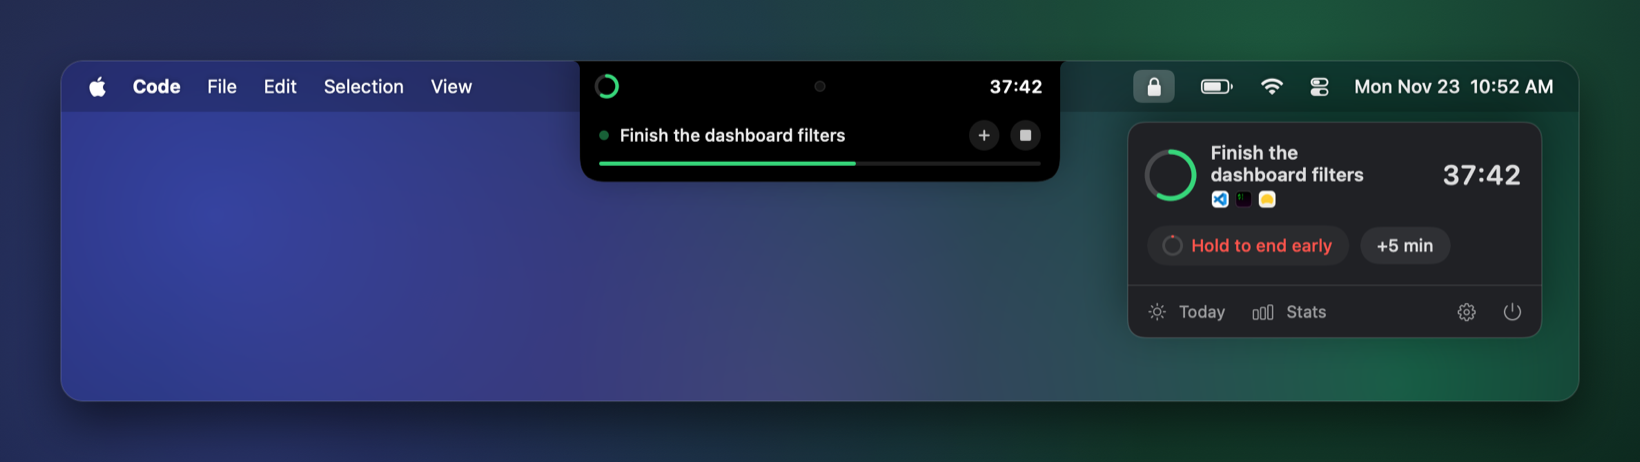 Code File Edit Selection View
37:42
Mon Nov 23 10:52 AM
Finish the dashboard filters
Finish the
dashboard filters
37:42
Hold to end early
+5 min
Today
Stats